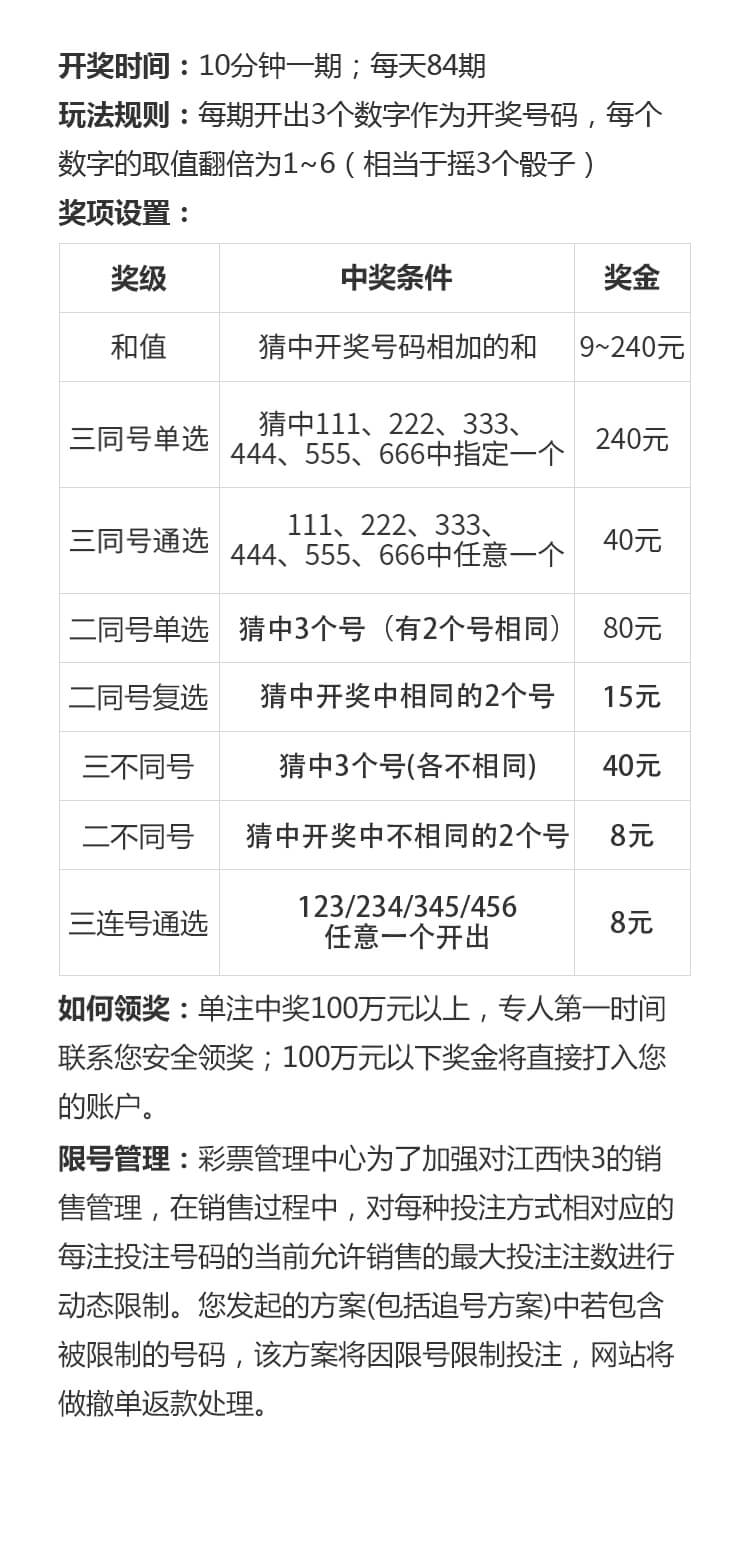 开奖时间：10分钟一期；每天84期
玩法规则：每期开出3个数字作为开奖号码，每个
数字的取值翻倍为1~6（相当于摇3个骰子）
奖项设置：
奖级 中奖条件 奖金
和值 猜中开奖号码相加的和 9~240元
三同号单选 猜中111、222、333、
444、555、666中指定一个 240元
三同号通选 111、222、333、
444、555、666中任意一个 40元
二同号单选 猜中3个号（有2个号相同） 80元
二同号复选 猜中开奖中相同的2个号 15元
三不同号 猜中3个号(各不相同) 40元
二不同号 猜中开奖中不相同的2个号 8元
三连号通选 123/234/345/456
任意一个开出 8元
如何领奖：单注中奖100万元以上，专人第一时间
联系您安全领奖；100万元以下奖金将直接打入您
的账户。
限号管理：彩票管理中心为了加强对江西快3的销
售管理，在销售过程中，对每种投注方式相对应的
每注投注号码的当前允许销售的最大投注注数进行
动态限制。您发起的方案(包括追号方案)中若包含
被限制的号码，该方案将因限号限制投注，网站将
做撤单返款处理。